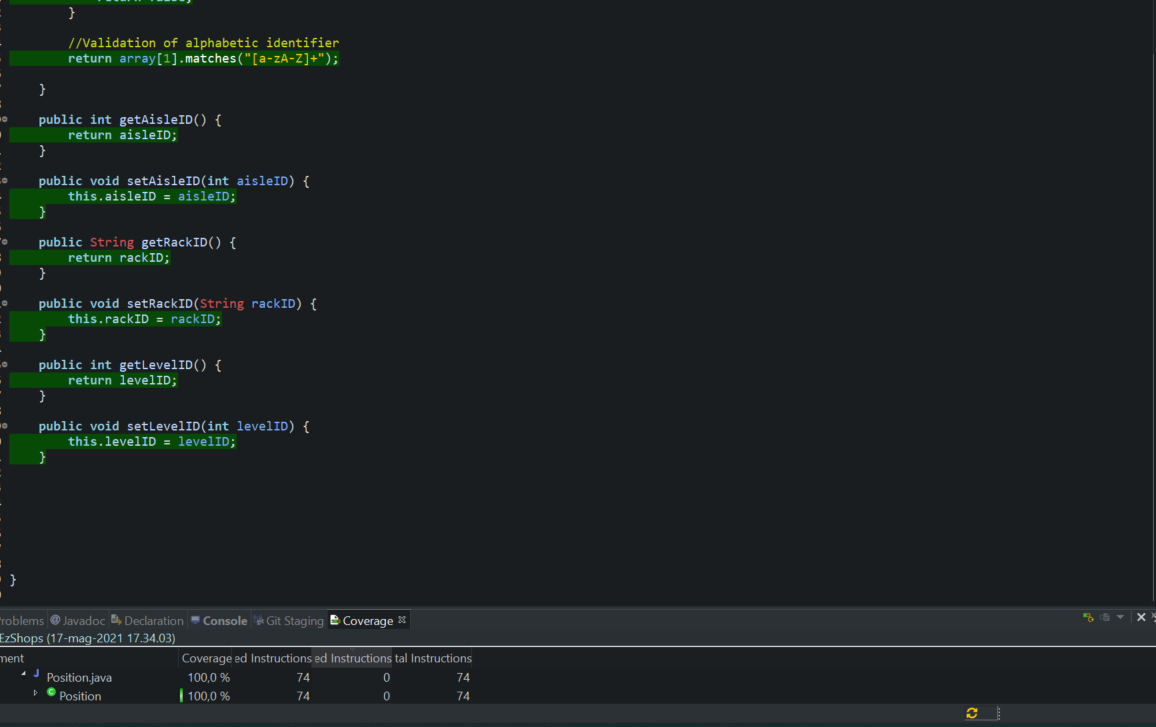 }
//Validation of alphabetic identifier
return array[1].matches("[a-zA-Z]+");
}
public int getAisleID() {
return aisleID;
}
public void setAisleID(int aisleID) {
this.aisleID = aisleID;
}
public String getRackID() {
return rackID;
}
public void setRackID(String rackID) {
this.rackID = rackID;
}
public int getLevelID() {
return levelID;
}
public void setLevelID(int levelID) {
this.levelID = levelID;
}
}
roblems @ Javadoc Declaration Console Git Staging Coverage
EzShops (17-mag-2021 17.34.03)
ment Coverage ed Instructions ed Instructions tal Instructions
Position.java 100,0 % 74 0 74
Position 100,0 % 74 0 74